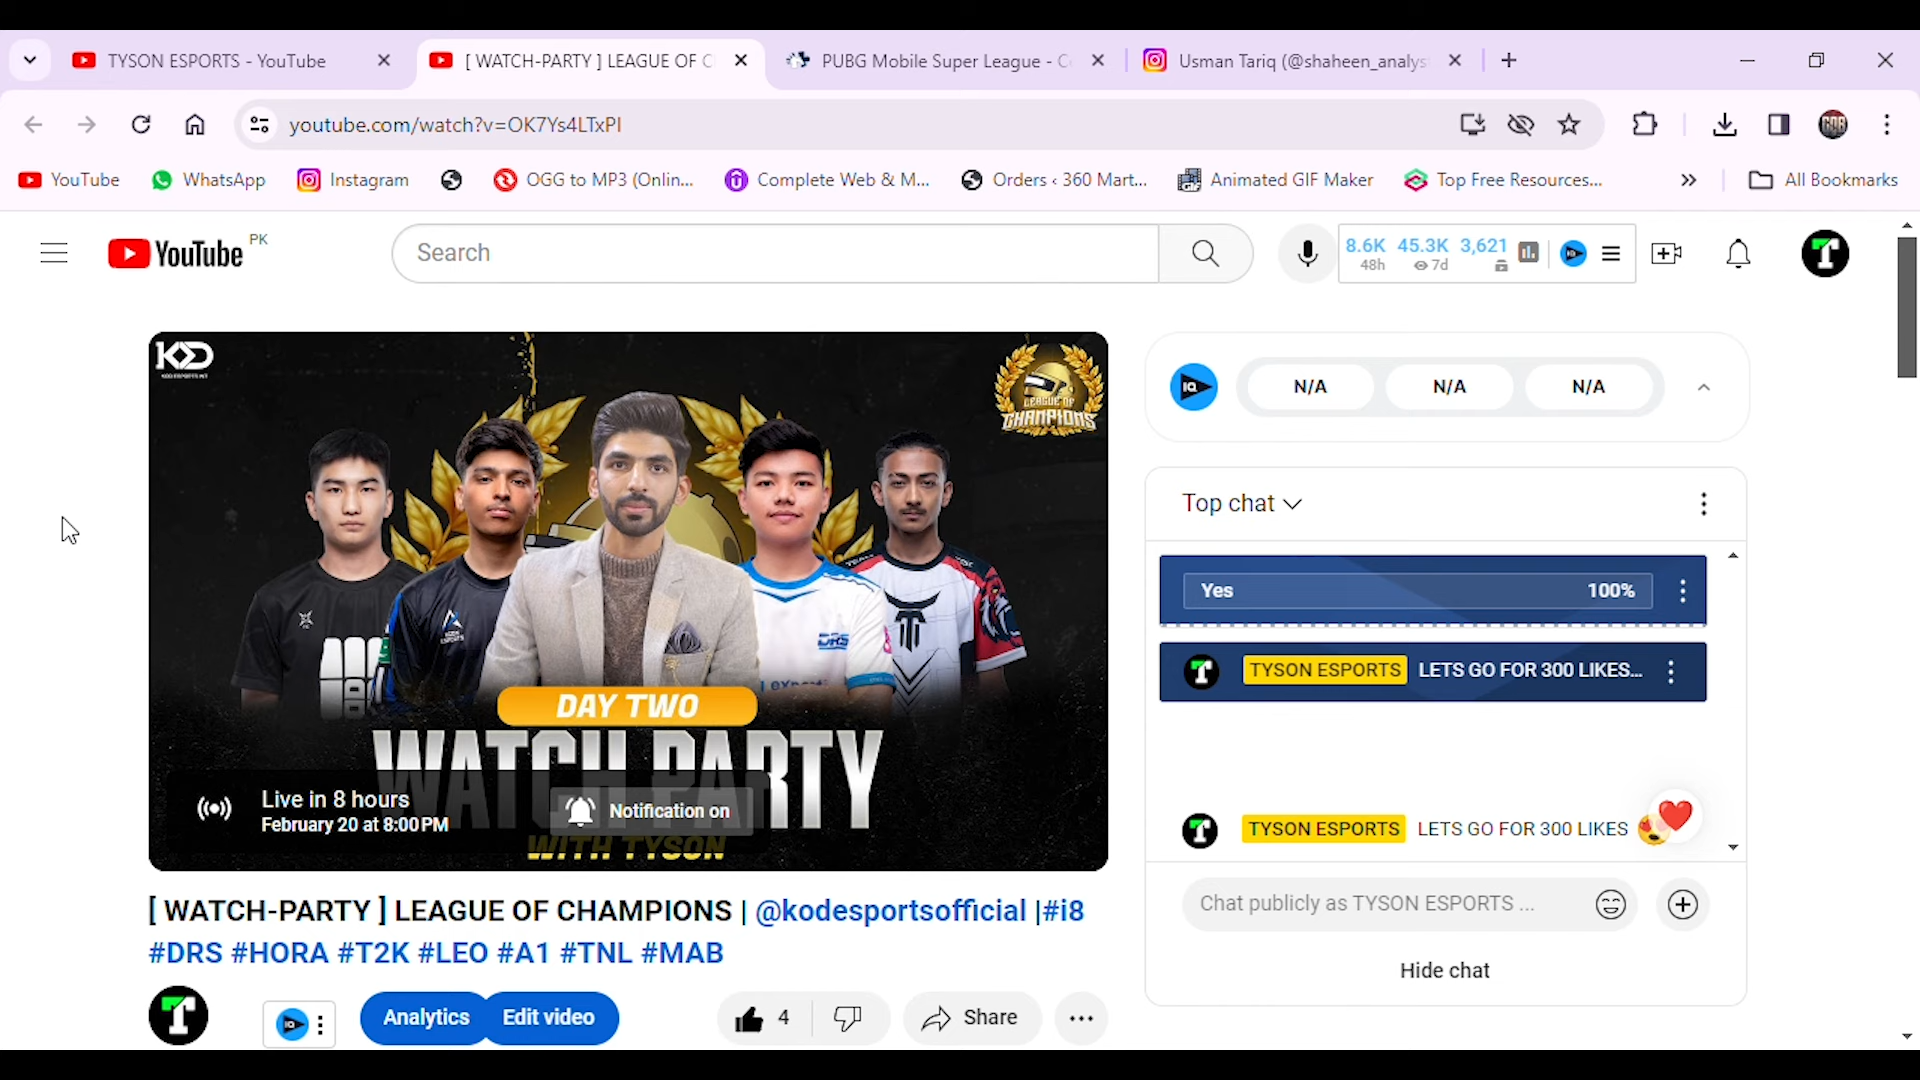 TYSON ESPORTS - YouTube
[ WATCH-PARTY ] LEAGUE OF C
PUBG Mobile Super League - C
Usman Tariq (@shaheen_analys
youtube.com/watch?v=OK7Ys4LTxPI
YouTube
WhatsApp
Instagram
OGG to MP3 (Onlin...
Complete Web & M...
Orders ‹ 360 Mart...
Animated GIF Maker
Top Free Resources...
All Bookmarks
YouTube PK
Search
8.6K 45.3K 3,621
48h 7d
KD
LEAGUE OF
CHAMPIONS
DRS
DAY TWO
WATCH PARTY
WITH TYSON
Live in 8 hours
February 20 at 8:00 PM
Notification on
IQ
N/A
N/A
N/A
Top chat
Yes 100%
TYSON ESPORTS LETS GO FOR 300 LIKES...
TYSON ESPORTS LETS GO FOR 300 LIKES
Chat publicly as TYSON ESPORTS ...
Hide chat
[ WATCH-PARTY ] LEAGUE OF CHAMPIONS | @kodesportsofficial |#i8
#DRS #HORA #T2K #LEO #A1 #TNL #MAB
IQ
Analytics
Edit video
4
Share